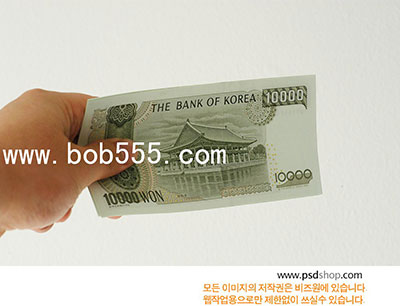 THE BANK OF KOREA
10000
www.bob555.com
10000
10000 WON
www.psdshop.com
모든 이미지의 저작권은 비즈원에 있습니다.
웹작업용으로만 제한없이 쓰실수 있습니다.